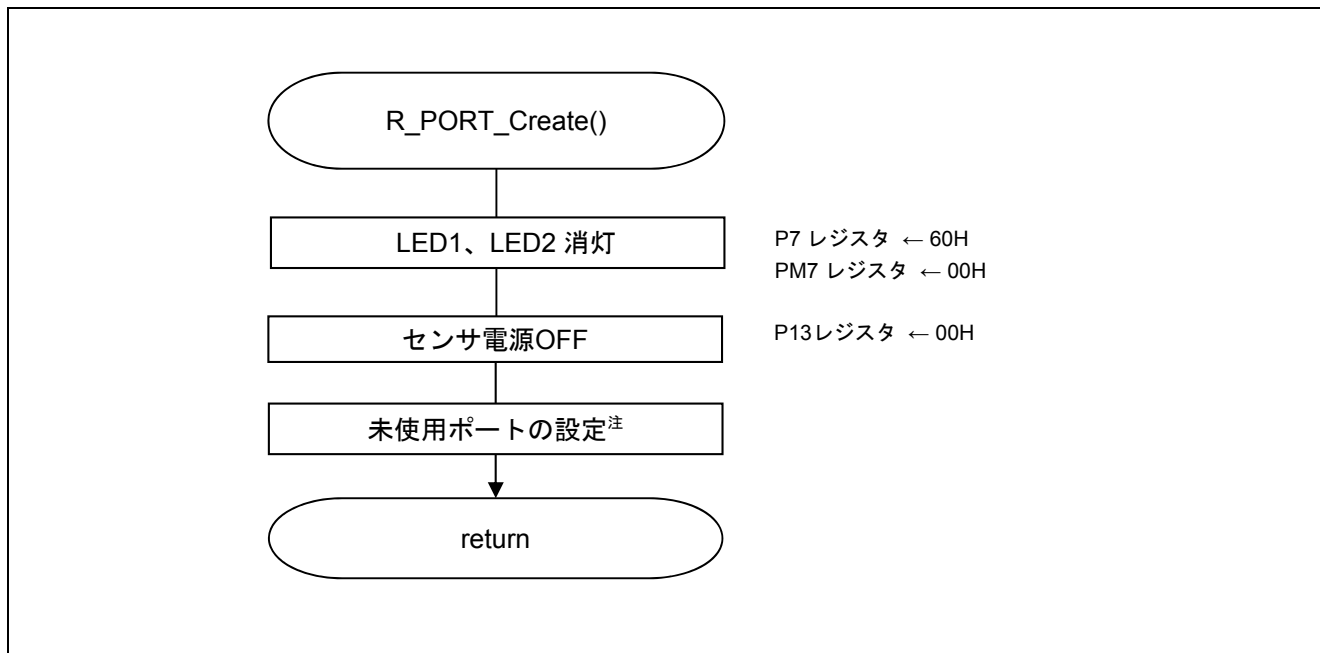 R_PORT_Create()
LED1、LED2 消灯
P7 レジスタ ← 60H
PM7 レジスタ ← 00H
センサ電源OFF
P13レジスタ ← 00H
未使用ポートの設定注
return